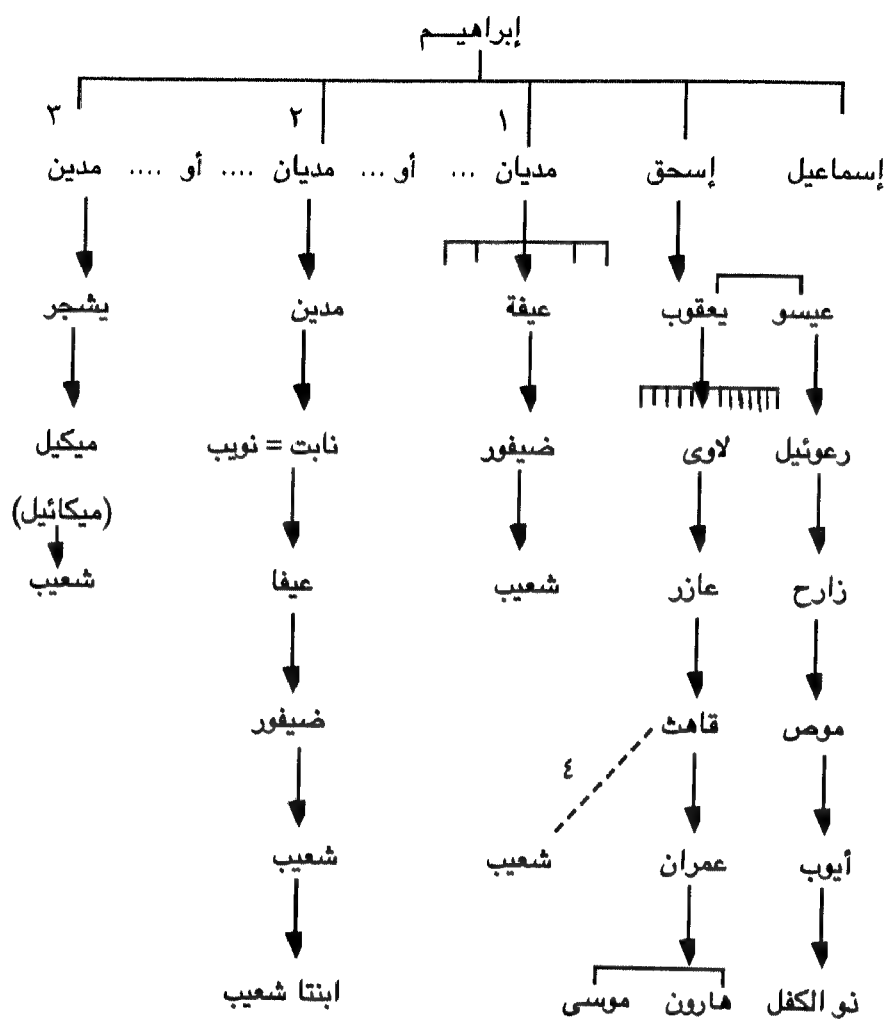 إبراهيم
١ ٢ ٣
إسماعيل إسحق مديان ... أو ... مديان .... أو .... مدين
عيسو يعقوب عيفة مدين يشجر
رعوئيل لاوى ضيفور نابت = نويب ميكيل
(ميكائيل)
زارح عازر شعيب عيفا شعيب
موص قاهث ضيفور
٤
أيوب عمران شعيب شعيب
ذو الكفل هارون موسى ابنتا شعيب